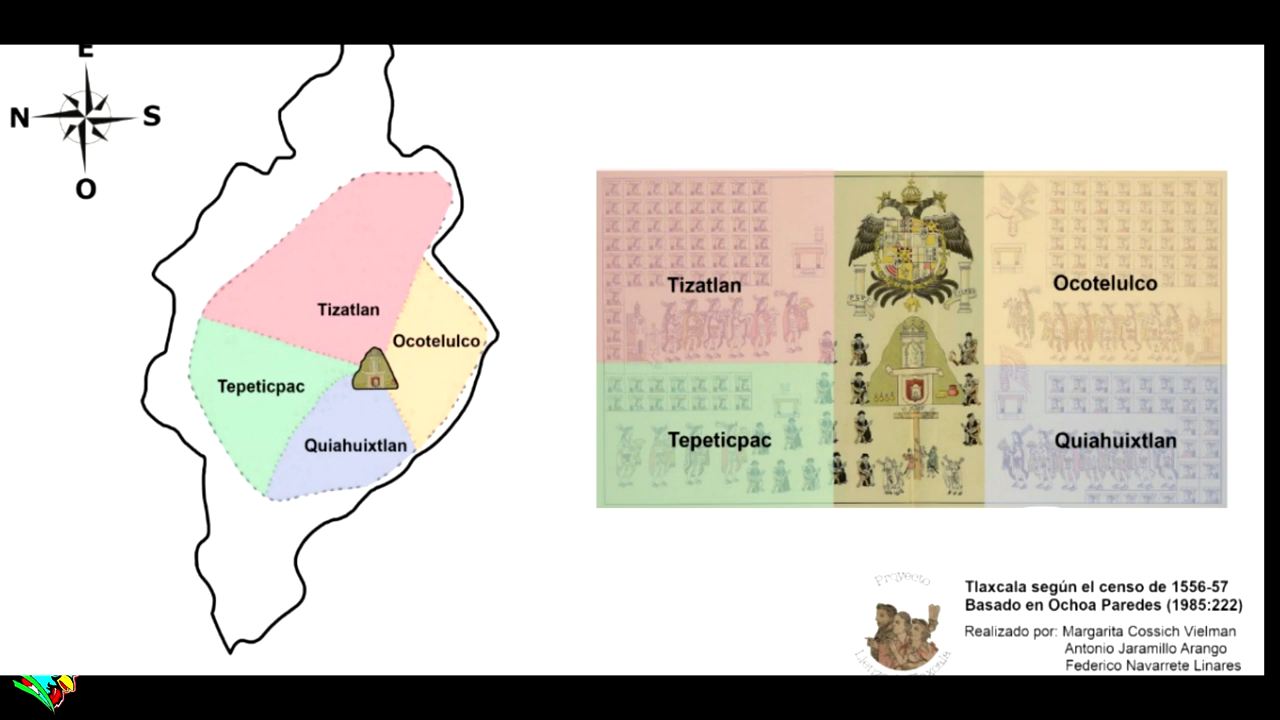 E
N
S
O
Tizatlan
Ocotelulco
Tepeticpac
Quiahuixtlan
Tizatlan
Ocotelulco
Tepeticpac
Quiahuixtlan
Proyecto
Tlaxcala según el censo de 1556-57
Basado en Ochoa Paredes (1985:222)
Realizado por: Margarita Cossich Vielman
Antonio Jaramillo Arango
Federico Navarrete Linares